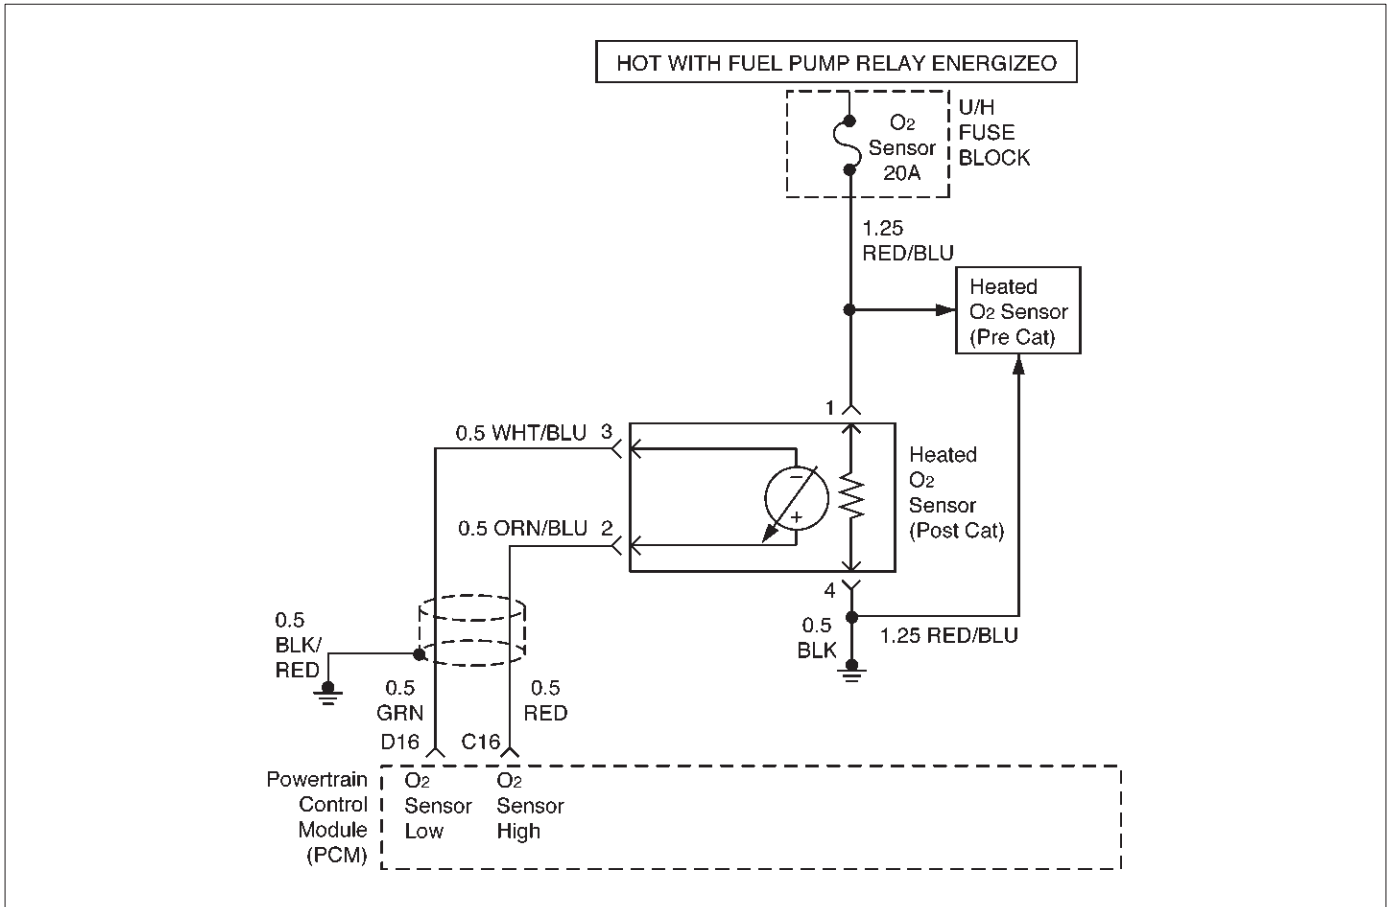 HOT WITH FUEL PUMP RELAY ENERGIZEO
O2
Sensor
20A
U/H
FUSE
BLOCK
1.25
RED/BLU
Heated
O2 Sensor
(Pre Cat)
1
0.5 WHT/BLU 3
Heated
O2
Sensor
(Post Cat)
−
+
0.5 ORN/BLU 2
4
0.5
BLK
1.25 RED/BLU
0.5
BLK/
RED
0.5
GRN
0.5
RED
D16
C16
Powertrain
Control
Module
(PCM)
O2
Sensor
Low
O2
Sensor
High